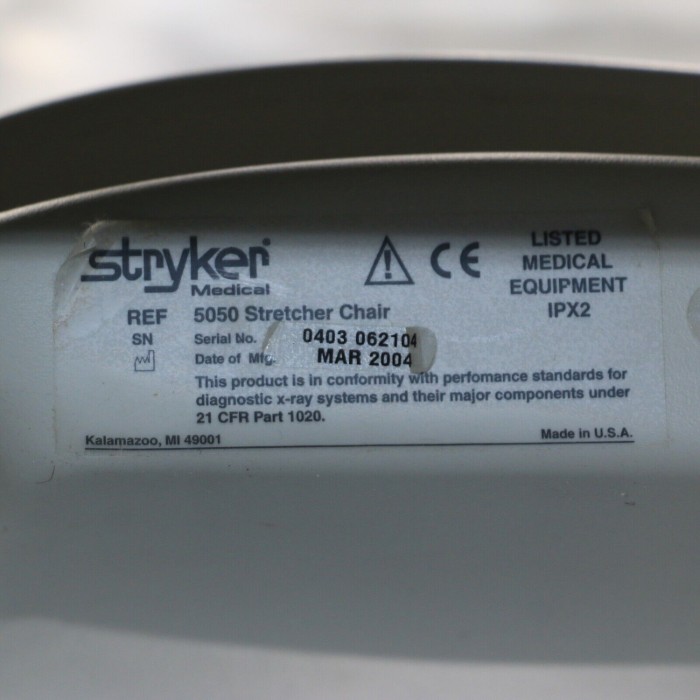 stryker®
Medical
LISTED
MEDICAL
EQUIPMENT
IPX2
CE
REF 5050 Stretcher Chair
SN Serial No. 0403 062104
Date of Mfg. MAR 2004
This product is in conformity with perfomance standards for
diagnostic x-ray systems and their major components under
21 CFR Part 1020.
Kalamazoo, MI 49001 Made in U.S.A.